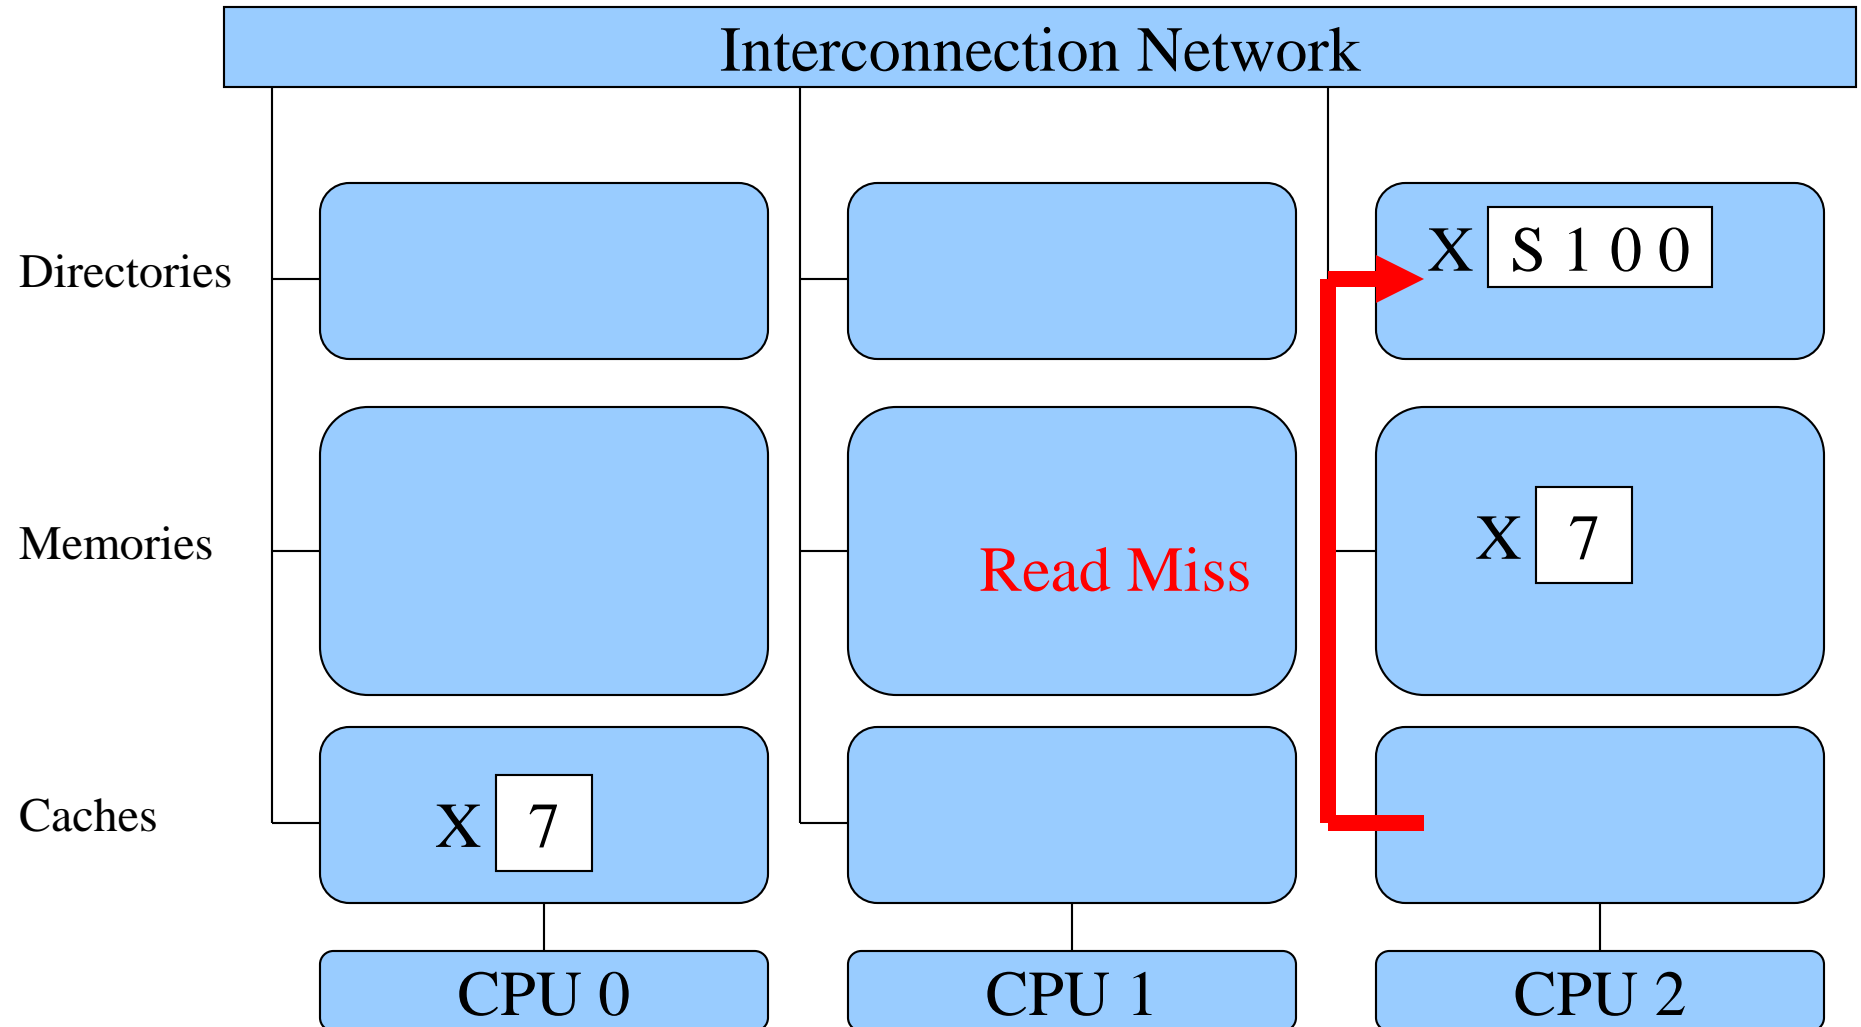 Interconnection Network
Directories
X S 1 0 0
Memories
Read Miss
X 7
Caches
X 7
CPU 0
CPU 1
CPU 2